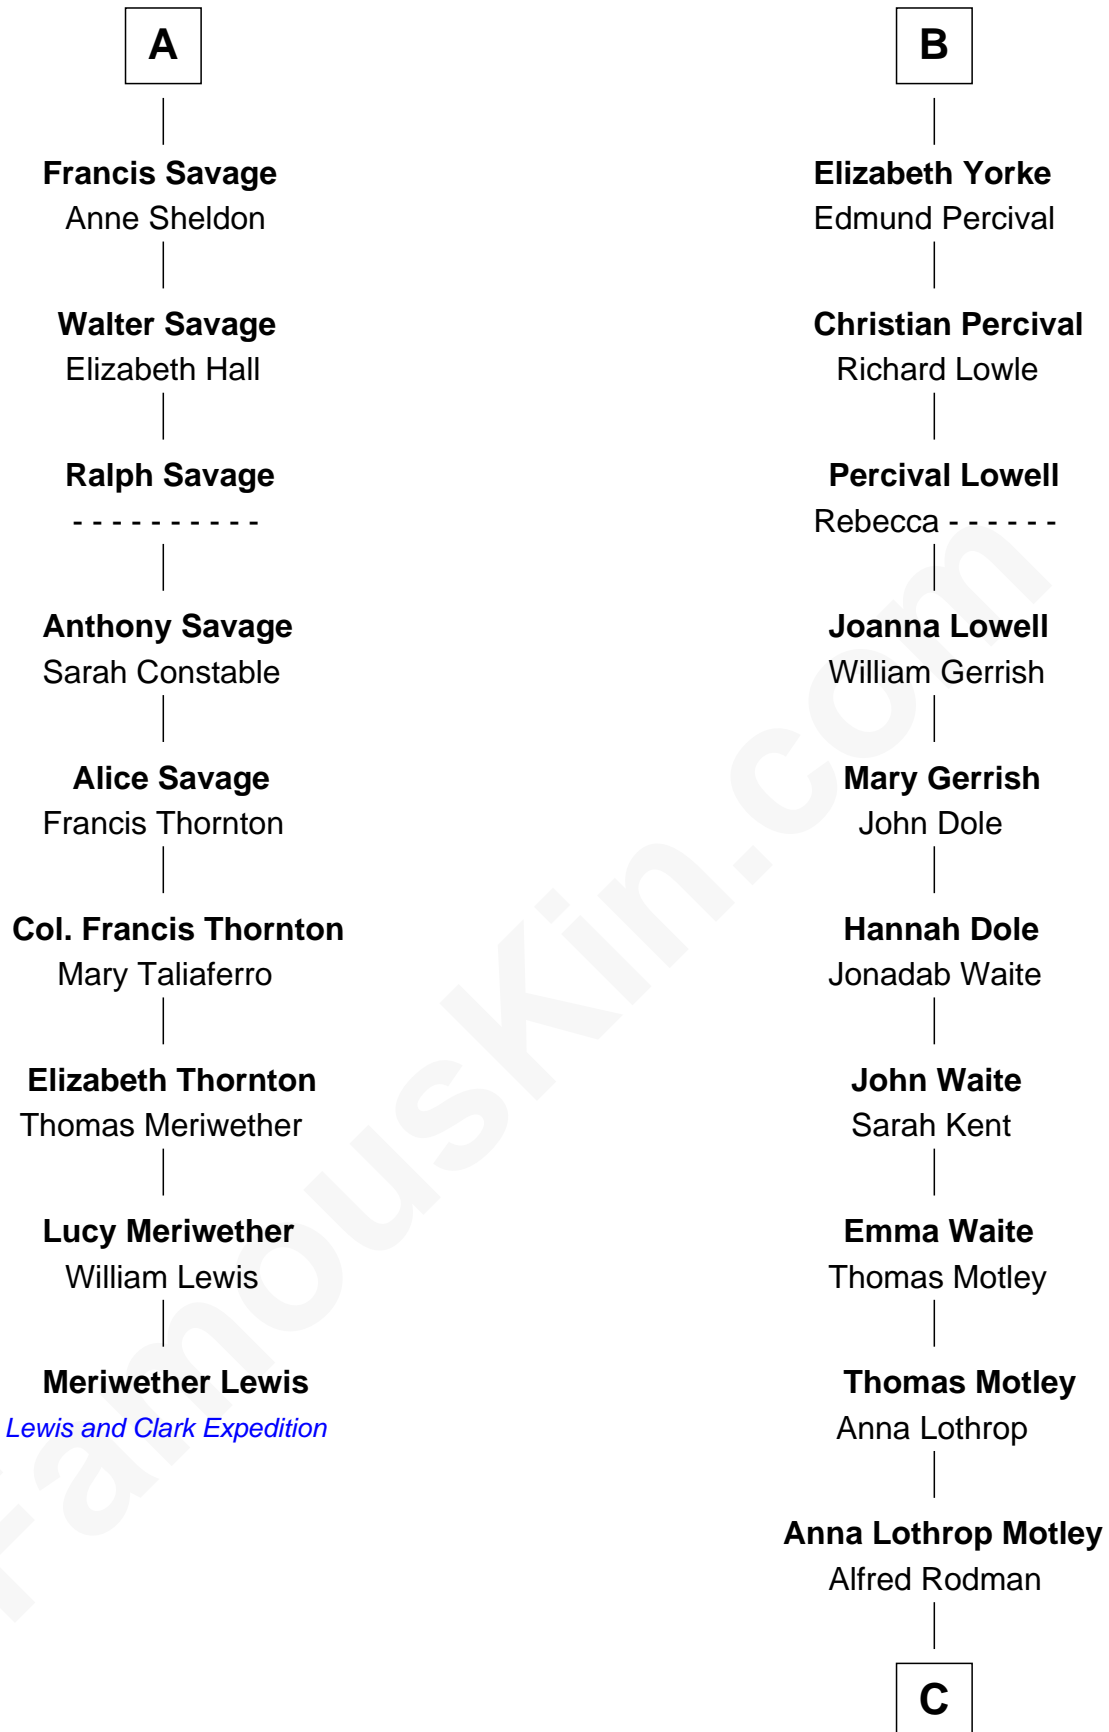 A
Francis Savage
Anne Sheldon
Walter Savage
Elizabeth Hall
Ralph Savage
- - - - - - - - - -
Anthony Savage
Sarah Constable
Alice Savage
Francis Thornton
Col. Francis Thornton
Mary Taliaferro
Elizabeth Thornton
Thomas Meriwether
Lucy Meriwether
William Lewis
Meriwether Lewis
Lewis and Clark Expedition
B
Elizabeth Yorke
Edmund Percival
Christian Percival
Richard Lowle
Percival Lowell
Rebecca - - - - - -
Joanna Lowell
William Gerrish
Mary Gerrish
John Dole
Hannah Dole
Jonadab Waite
John Waite
Sarah Kent
Emma Waite
Thomas Motley
Thomas Motley
Anna Lothrop
Anna Lothrop Motley
Alfred Rodman
C
FamousKin.com